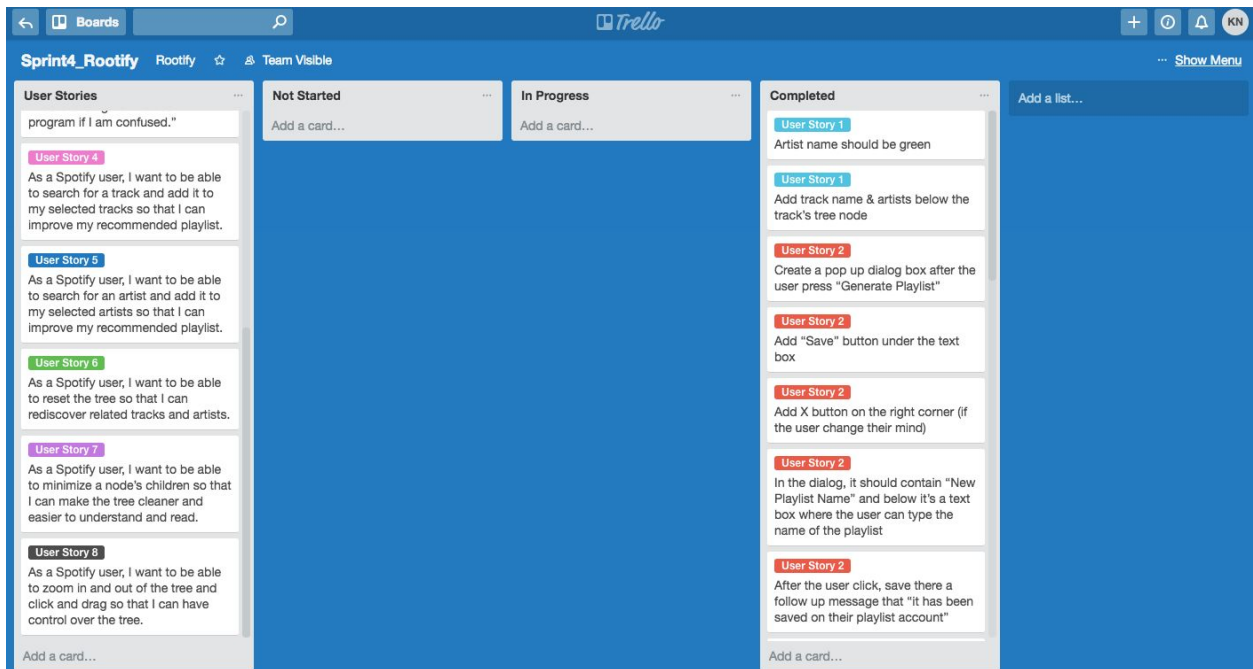 Boards
Trello
KN
Sprint4_Rootify
Rootify
Team Visible
... Show Menu
User Stories
...
program if I am confused."
User Story 4
As a Spotify user, I want to be able
to search for a track and add it to
my selected tracks so that I can
improve my recommended playlist.
User Story 5
As a Spotify user, I want to be able
to search for an artist and add it to
my selected artists so that I can
improve my recommended playlist.
User Story 6
As a Spotify user, I want to be able
to reset the tree so that I can
rediscover related tracks and artists.
User Story 7
As a Spotify user, I want to be able
to minimize a node's children so that
I can make the tree cleaner and
easier to understand and read.
User Story 8
As a Spotify user, I want to be able
to zoom in and out of the tree and
click and drag so that I can have
control over the tree.
Add a card...
Not Started
...
Add a card...
In Progress
...
Add a card...
Completed
...
User Story 1
Artist name should be green
User Story 1
Add track name & artists below the
track's tree node
User Story 2
Create a pop up dialog box after the
user press "Generate Playlist"
User Story 2
Add “Save” button under the text
box
User Story 2
Add X button on the right corner (if
the user change their mind)
User Story 2
In the dialog, it should contain “New
Playlist Name” and below it's a text
box where the user can type the
name of the playlist
User Story 2
After the user click, save there a
follow up message that “it has been
saved on their playlist account”
Add a card...
Add a list...